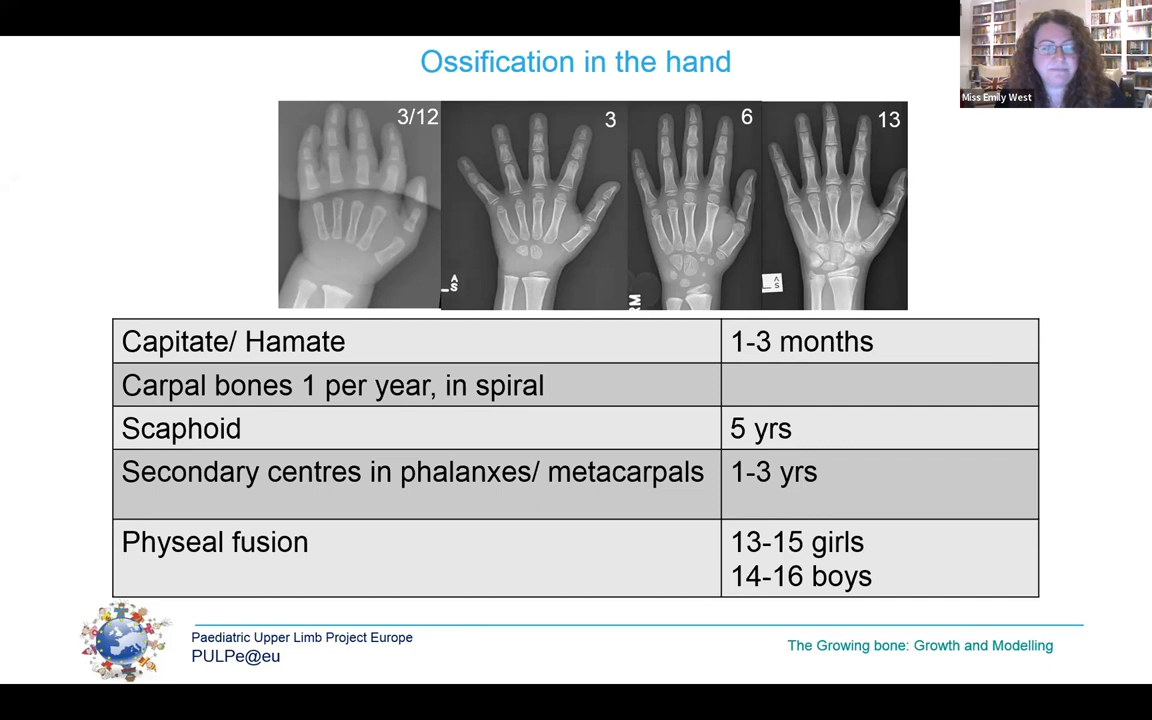 Ossification in the hand
Miss Emily West
3/12
3
6
13
L
A
S
RM
L
A
S
Capitate/ Hamate
1-3 months
Carpal bones 1 per year, in spiral
Scaphoid
5 yrs
Secondary centres in phalanxes/ metacarpals
1-3 yrs
Physeal fusion
13-15 girls
14-16 boys
Paediatric Upper Limb Project Europe
PULPe@eu
The Growing bone: Growth and Modelling